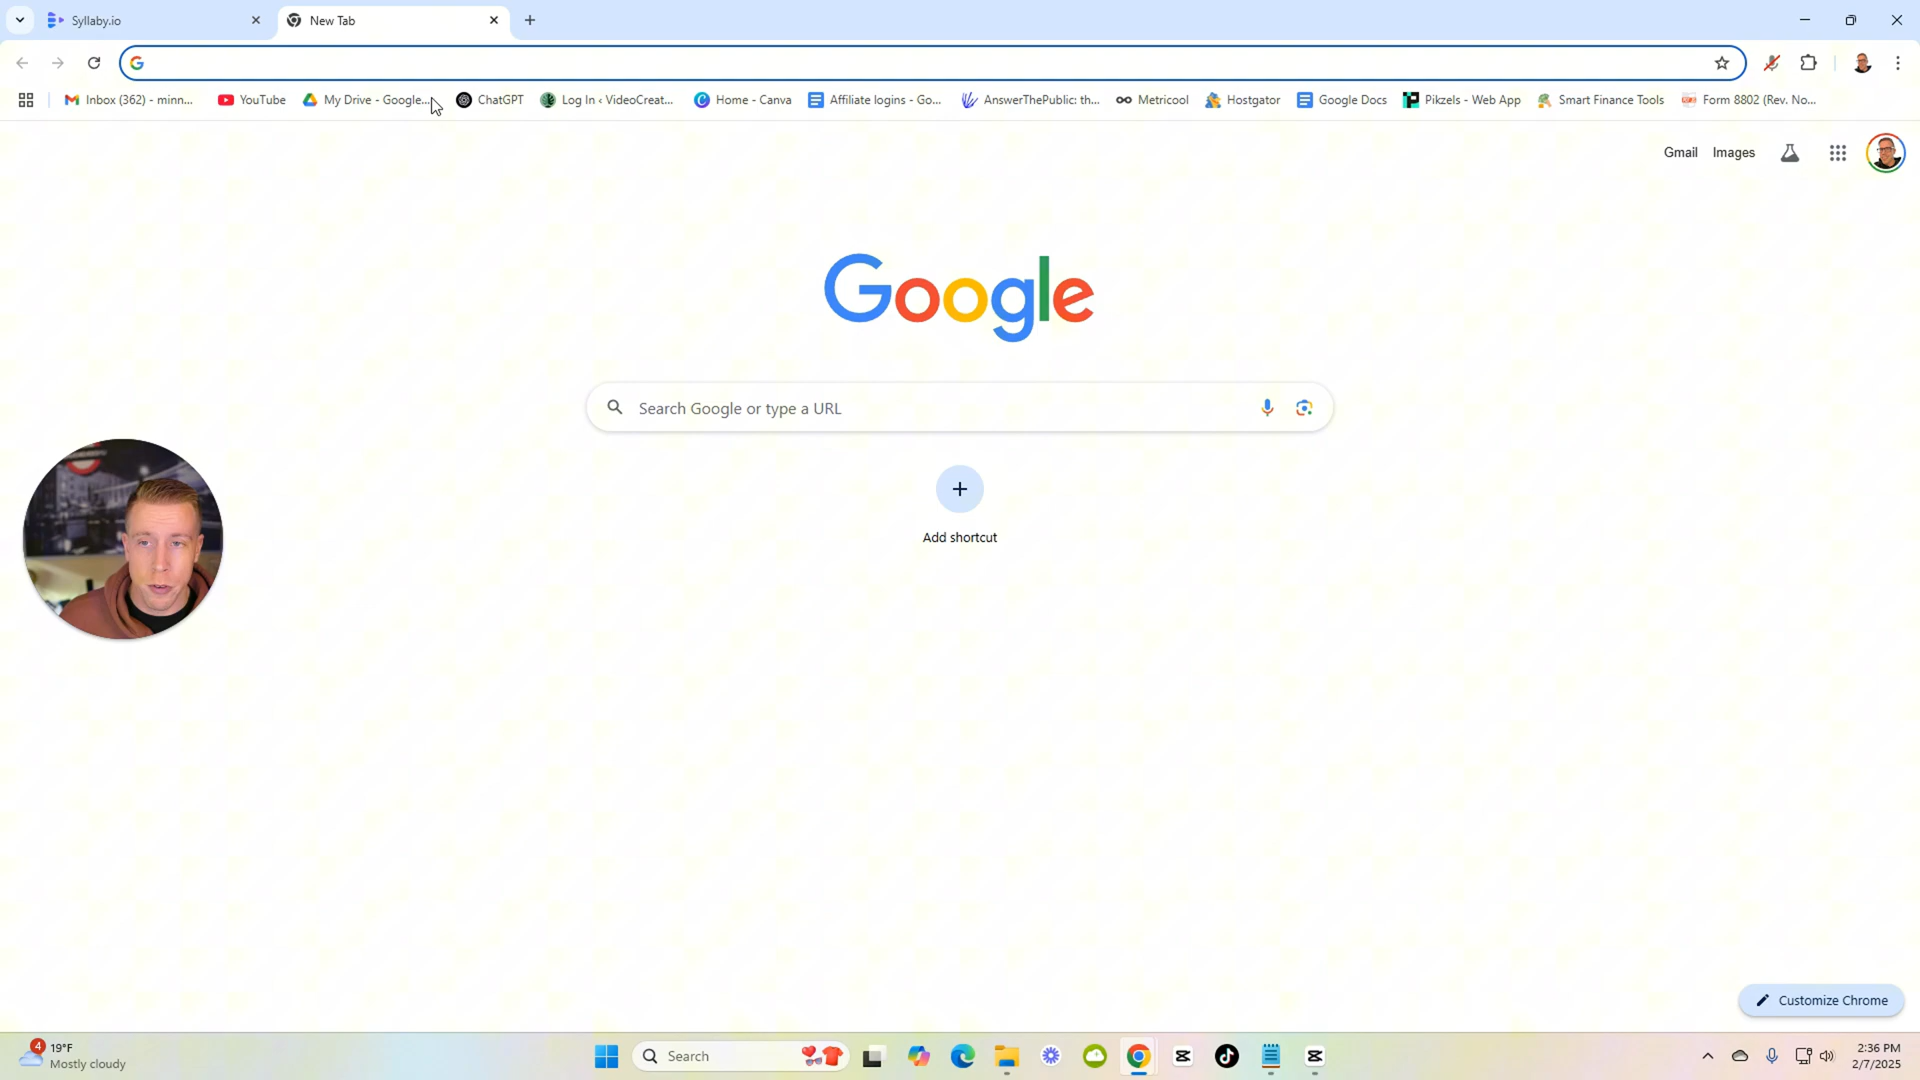 Syllaby.io
New Tab
Inbox (362) - minn...
YouTube
My Drive - Google...
ChatGPT
Log In ‹ VideoCreat...
Home - Canva
Affiliate logins - Go...
AnswerThePublic: th...
Metricool
Hostgator
Google Docs
Pikzels - Web App
Smart Finance Tools
Form 8802 (Rev. No...
Gmail
Images
Google
Search Google or type a URL
Add shortcut
Customize Chrome
4
19°F
Mostly cloudy
Search
2:36 PM
2/7/2025